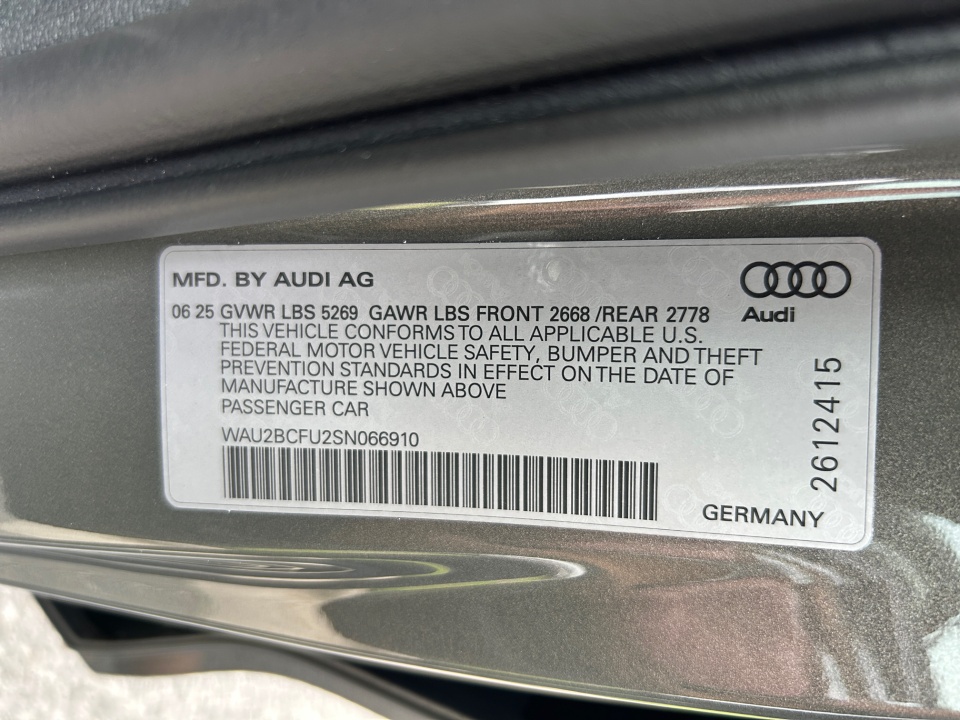 MFD. BY AUDI AG
Audi
06 25 GVWR LBS 5269 GAWR LBS FRONT 2668 /REAR 2778
THIS VEHICLE CONFORMS TO ALL APPLICABLE U.S.
FEDERAL MOTOR VEHICLE SAFETY, BUMPER AND THEFT
PREVENTION STANDARDS IN EFFECT ON THE DATE OF
MANUFACTURE SHOWN ABOVE
PASSENGER CAR
WAU2BCFU2SN066910
2612415
GERMANY